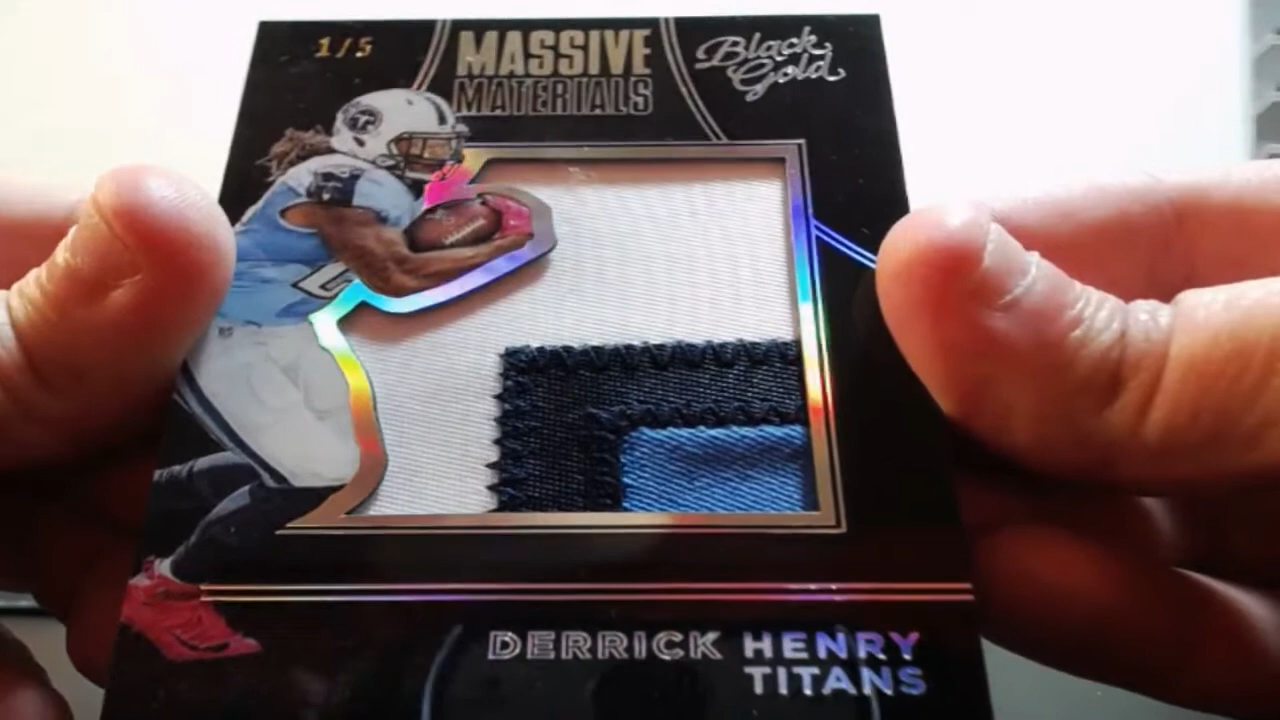 1/5
MASSIVE
MATERIALS
Black
Gold
DERRICK HENRY
TITANS